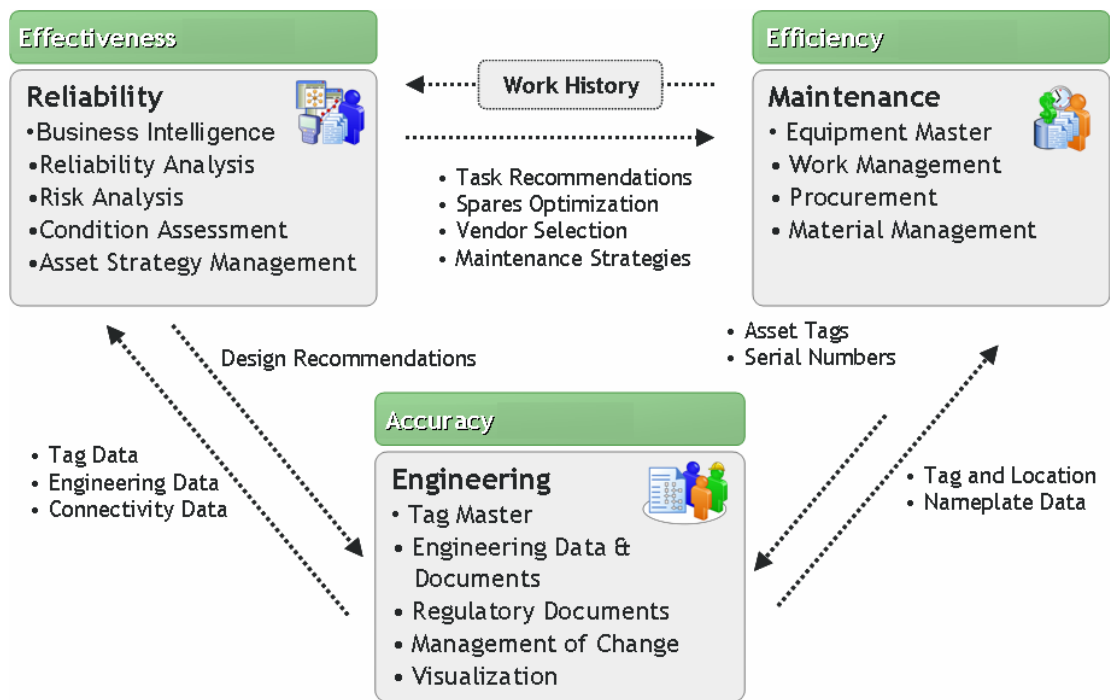 Effectiveness
Reliability
•Business Intelligence
•Reliability Analysis
•Risk Analysis
•Condition Assessment
•Asset Strategy Management
Work History
• Task Recommendations
• Spares Optimization
• Vendor Selection
• Maintenance Strategies
Efficiency
Maintenance
• Equipment Master
• Work Management
• Procurement
• Material Management
Design Recommendations
• Asset Tags
• Serial Numbers
• Tag Data
• Engineering Data
• Connectivity Data
Accuracy
Engineering
• Tag Master
• Engineering Data &
Documents
• Regulatory Documents
• Management of Change
• Visualization
• Tag and Location
• Nameplate Data